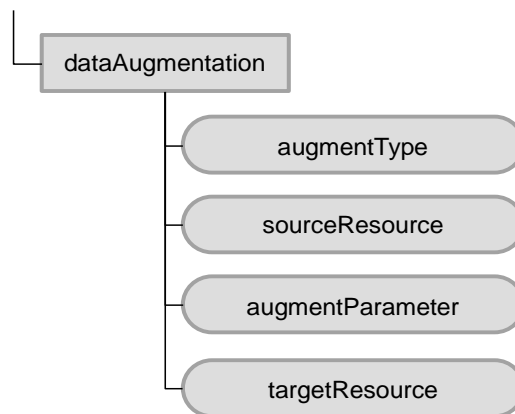 dataAugmentation
augmentType
sourceResource
augmentParameter
targetResource